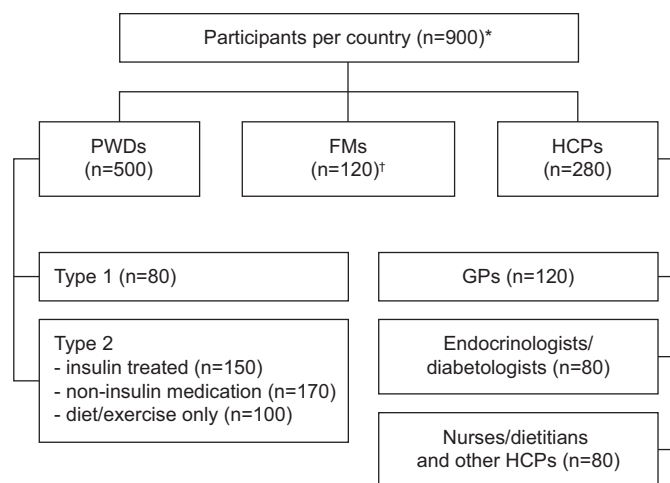 Participants per country (n=900)*
PWDs
(n=500)
FMs
(n=120)†
HCPs
(n=280)
Type 1 (n=80)
Type 2
- insulin treated (n=150)
- non-insulin medication (n=170)
- diet/exercise only (n=100)
GPs (n=120)
Endocrinologists/
diabetologists (n=80)
Nurses/dietitians
and other HCPs (n=80)